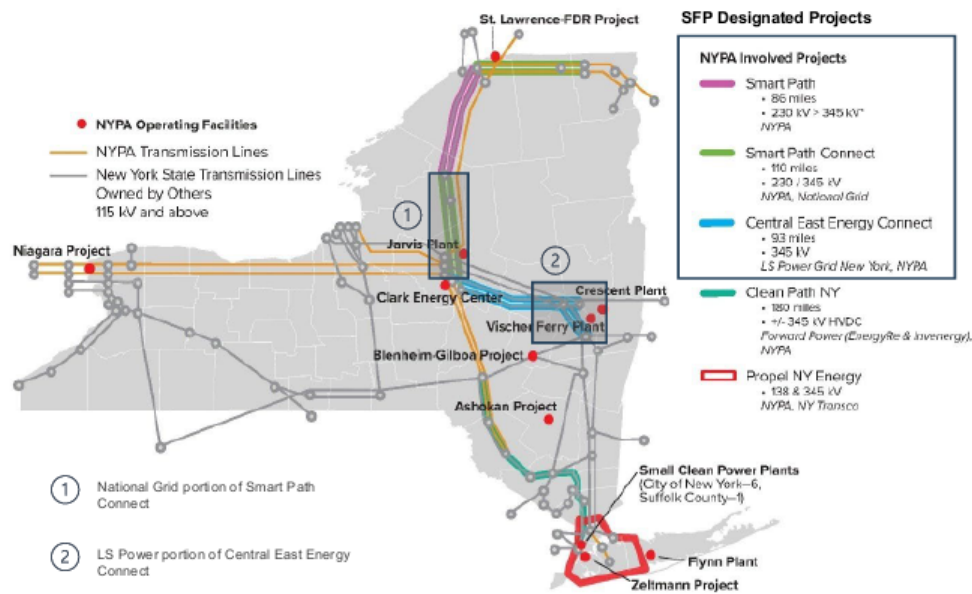 St. Lawrence-FDR Project
SFP Designated Projects
NYPA Involved Projects
Smart Path
• 86 miles
• 230 kV > 345 kV*
NYPA
Smart Path Connect
• 110 miles
• 230 / 345 kV
NYPA, National Grid
Central East Energy Connect
• 93 miles
• 345 kV
LS Power Grid New York, NYPA
Clean Path NY
• 180 miles
• +/- 345 kV HVDC
Forward Power (EnergyRe & Invenergy),
NYPA
Propel NY Energy
• 138 & 345 kV
NYPA, NY Transco
NYPA Operating Facilities
NYPA Transmission Lines
New York State Transmission Lines
Owned by Others
115 kV and above
1
Jarvis Plant
Niagara Project
2
Crescent Plant
Clark Energy Center
Vischer Ferry Plant
Blenheim-Gilboa Project
Ashokan Project
Small Clean Power Plants
(City of New York–6,
Suffolk County–1)
Flynn Plant
Zeltmann Project
1 National Grid portion of Smart Path
Connect
2 LS Power portion of Central East Energy
Connect